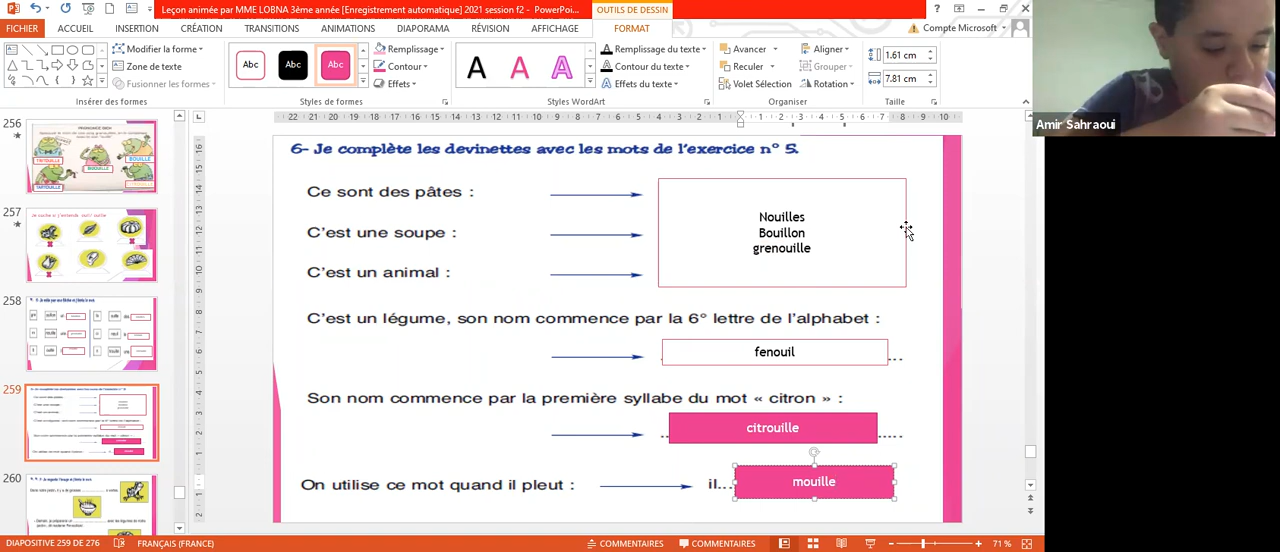 Leçon animée par MME LOBNA 3ème année [Enregistrement automatique] 2021 session f2 - PowerPoi...
OUTILS DE DESSIN
FICHIER ACCUEIL INSERTION CRÉATION TRANSITIONS ANIMATIONS DIAPORAMA RÉVISION AFFICHAGE FORMAT Compte Microsoft
Modifier la forme
Zone de texte
Fusionner les formes
Insérer des formes
Abc Abc Abc
Remplissage
Contour
Effets
Styles de formes
A A A
Remplissage du texte
Contour du texte
Effets du texte
Styles WordArt
Avancer
Reculer
Volet Sélection
Aligner
Grouper
Rotation
Organiser
1.61 cm
7.81 cm
Taille
Amir Sahraoui
256
257
258
259
260
6- Je complète les devinettes avec les mots de l'exercice n° 5.
Ce sont des pâtes :
C'est une soupe :
C'est un animal :
Nouilles
Bouillon
grenouille
C'est un légume, son nom commence par la 6° lettre de l'alphabet :
fenouil
Son nom commence par la première syllabe du mot « citron » :
citrouille
On utilise ce mot quand il pleut :
il...
mouille
DIAPOSITIVE 259 DE 276 FRANÇAIS (FRANCE) COMMENTAIRES COMMENTAIRES 71 %